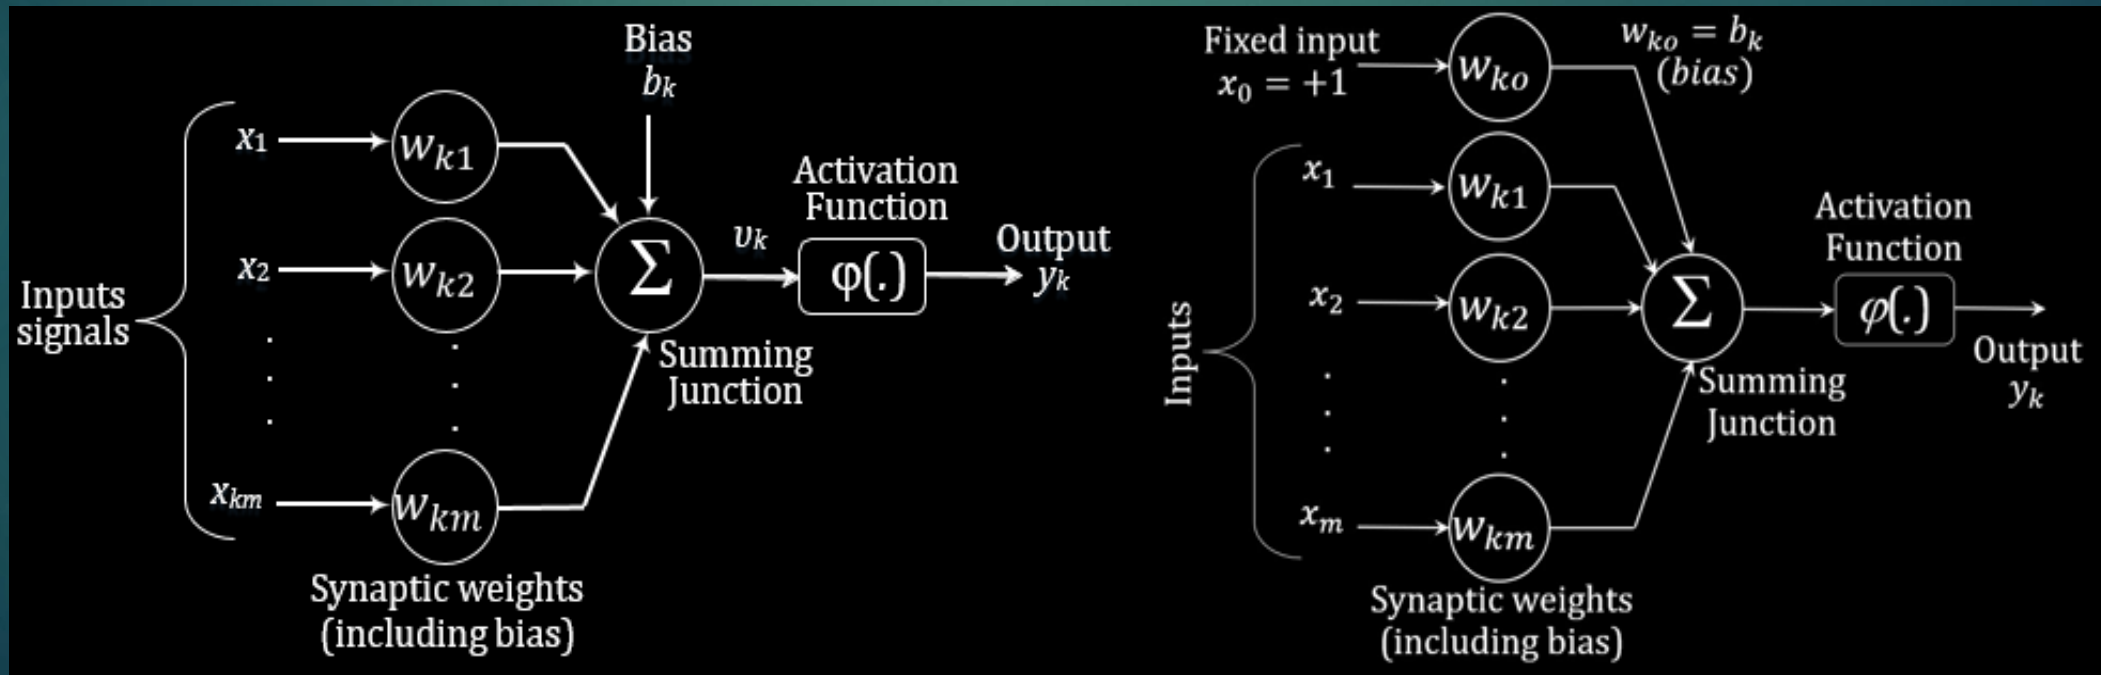 Bias
bₖ
x₁
wₖ₁
x₂
wₖ₂
Inputs
signals
.
.
.
.
.
.
xₖₘ
wₖₘ
Synaptic weights
(including bias)
Σ
Summing
Junction
υₖ
Activation
Function
φ(.)
Output
yₖ
Fixed input
x₀ = +1
wₖₒ
wₖₒ = bₖ
(bias)
Inputs
x₁
wₖ₁
x₂
wₖ₂
.
.
.
.
.
.
xₘ
wₖₘ
Synaptic weights
(including bias)
Σ
Summing
Junction
Activation
Function
φ(.)
Output
yₖ